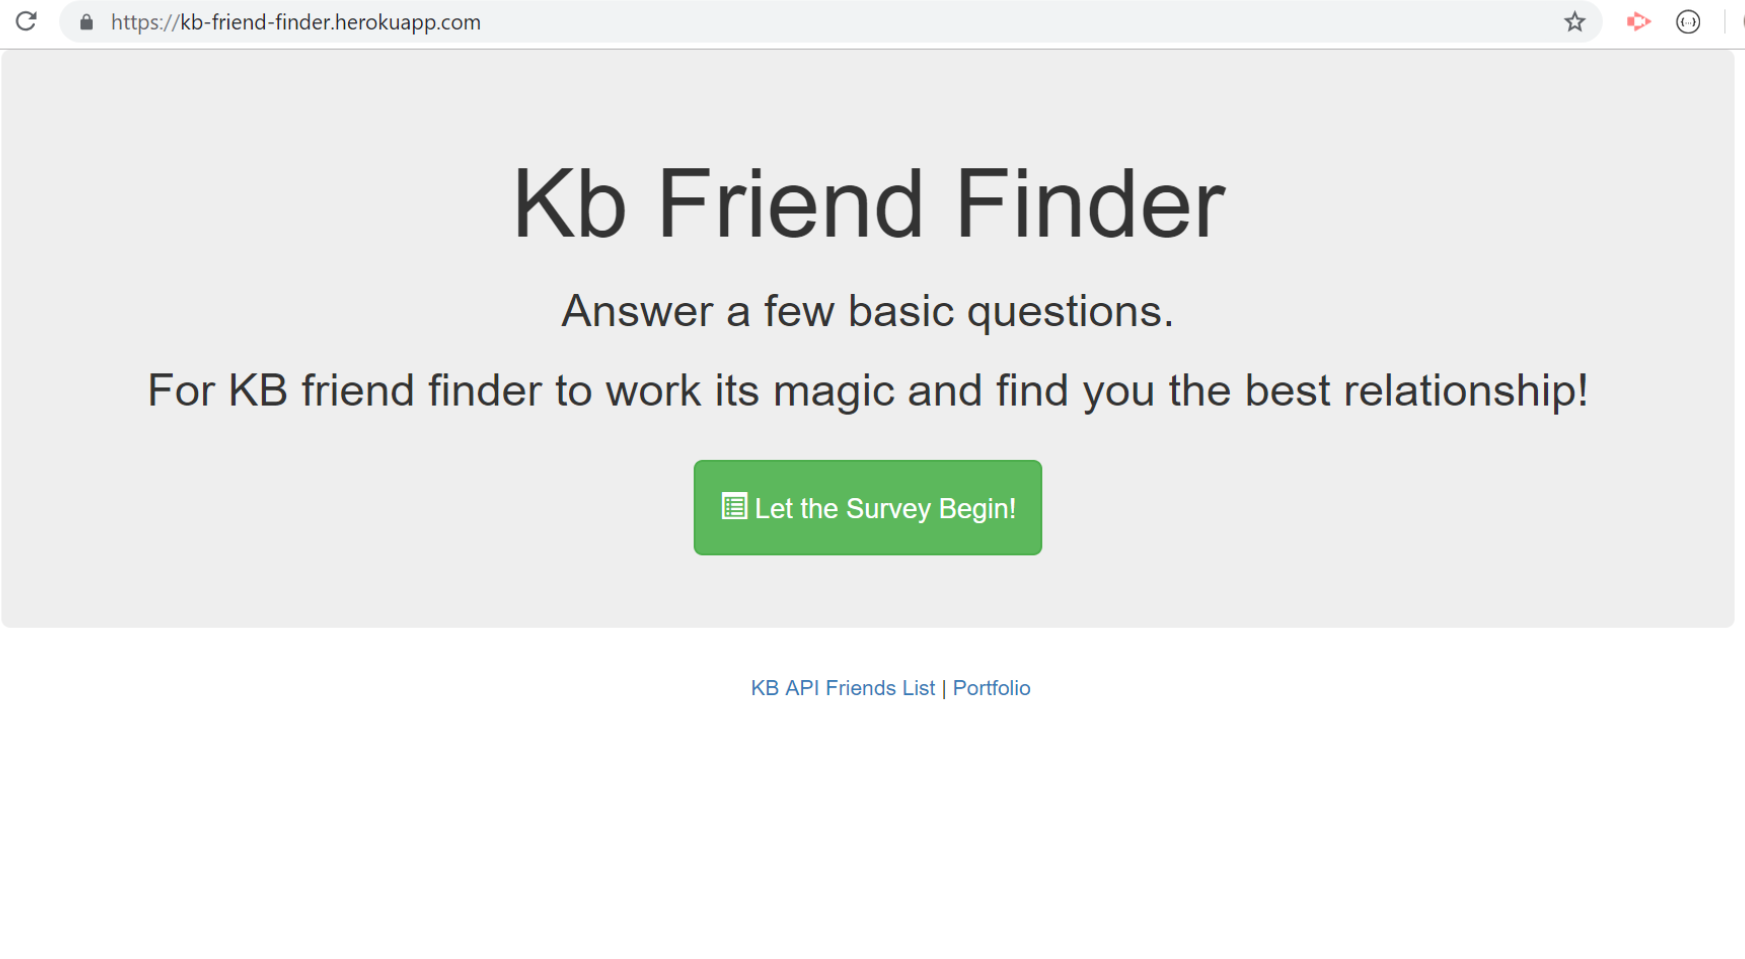 https://kb-friend-finder.herokuapp.com
Kb Friend Finder
Answer a few basic questions.
For KB friend finder to work its magic and find you the best relationship!
Let the Survey Begin!
KB API Friends List | Portfolio